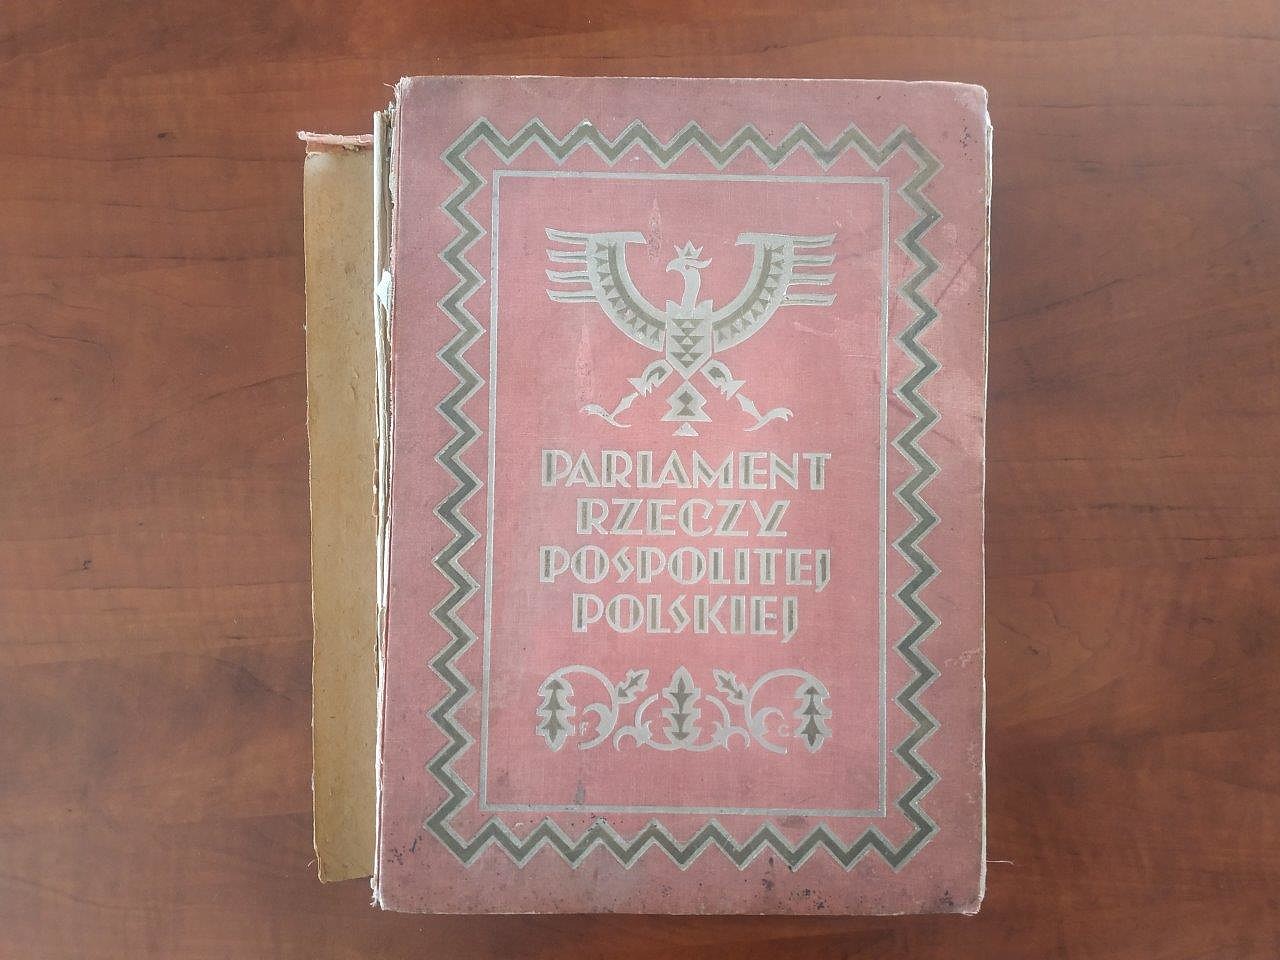 PARLAMENT
RZECZY
POSPOLITEJ
POLSKIEJ